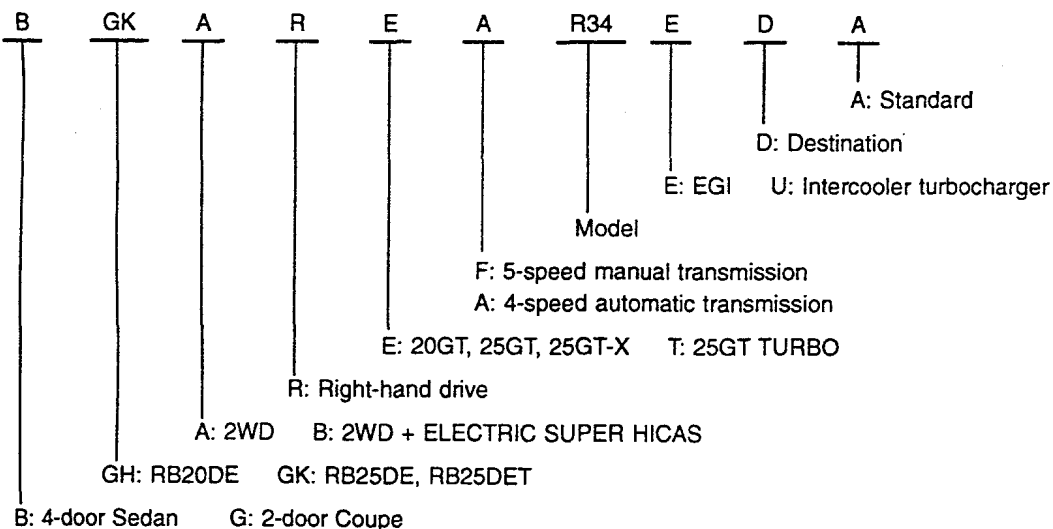 B GK A R E A R34 E D A
A: Standard
D: Destination
E: EGI U: Intercooler turbocharger
Model
F: 5-speed manual transmission
A: 4-speed automatic transmission
E: 20GT, 25GT, 25GT-X T: 25GT TURBO
R: Right-hand drive
A: 2WD B: 2WD + ELECTRIC SUPER HICAS
GH: RB20DE GK: RB25DE, RB25DET
B: 4-door Sedan G: 2-door Coupe